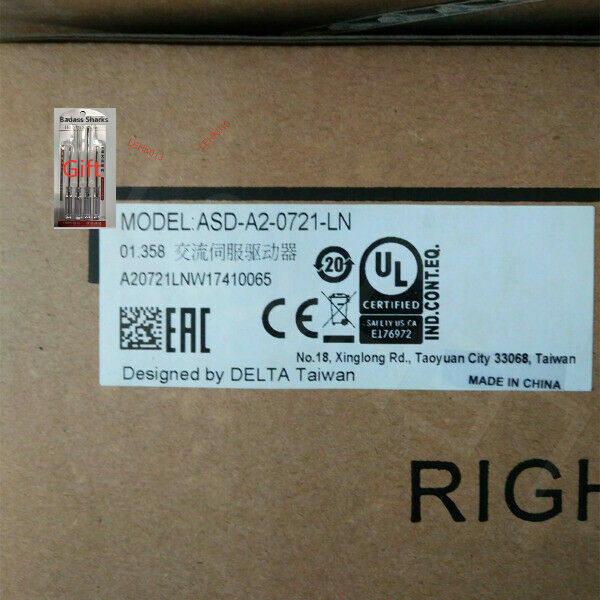 Badass Sharks
Gift
MODEL:ASD-A2-0721-LN
01.358 交流伺服驱动器
A20721LNW17410065
20
UL
CERTIFIED
SAFETY US CA
E176972
IND.CONT.EQ.
EAC
CE
No.18, Xinglong Rd., Taoyuan City 33068, Taiwan
Designed by DELTA Taiwan
MADE IN CHINA
RIGH